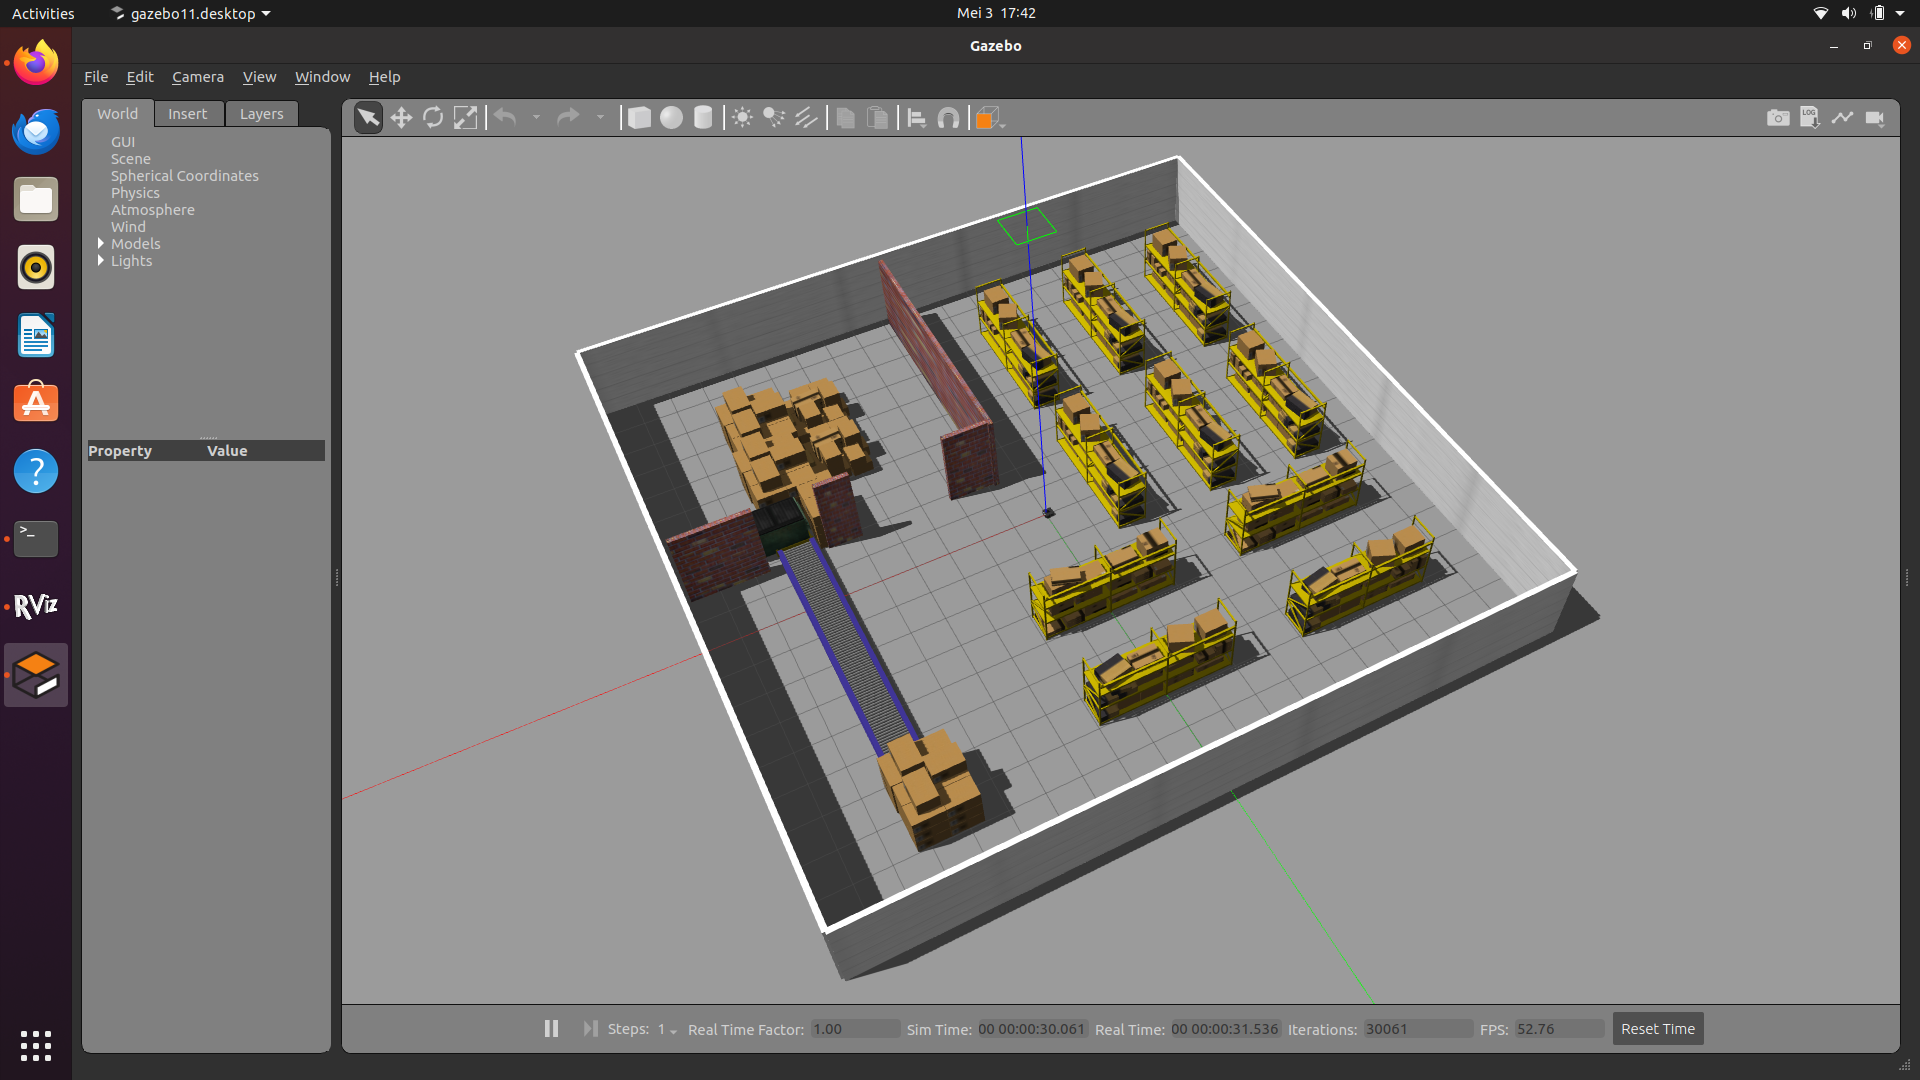 Activities
gazebo11.desktop
Mei 3 17:42
Gazebo
File Edit Camera View Window Help
World Insert Layers
LOG
GUI
Scene
Spherical Coordinates
Physics
Atmosphere
Wind
Models
Lights
Property Value
?
>_
RViz
Steps: 1 Real Time Factor: 1.00 Sim Time: 00 00:00:30.061 Real Time: 00 00:00:31.536 Iterations: 30061 FPS: 52.76 Reset Time